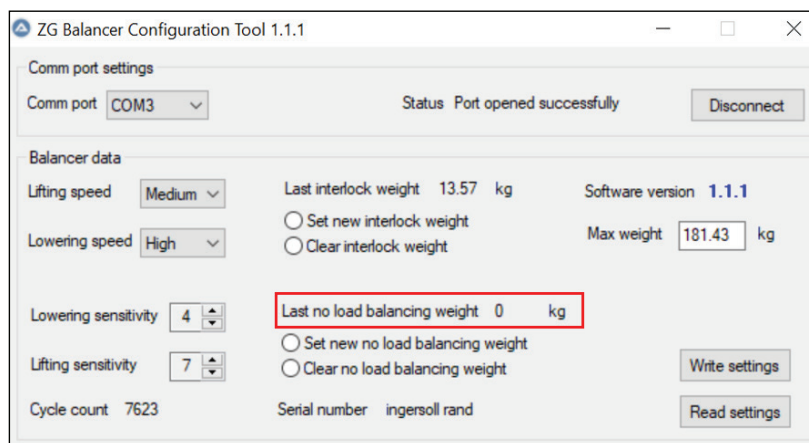 ZG Balancer Configuration Tool 1.1.1
Comm port settings
Comm port COM3 Status Port opened successfully Disconnect
Balancer data
Lifting speed Medium Last interlock weight 13.57 kg Software version 1.1.1
Set new interlock weight
Lowering speed High Clear interlock weight Max weight 181.43 kg
Lowering sensitivity 4 Last no load balancing weight 0 kg
Set new no load balancing weight
Lifting sensitivity 7 Clear no load balancing weight Write settings
Cycle count 7623 Serial number ingersoll rand Read settings